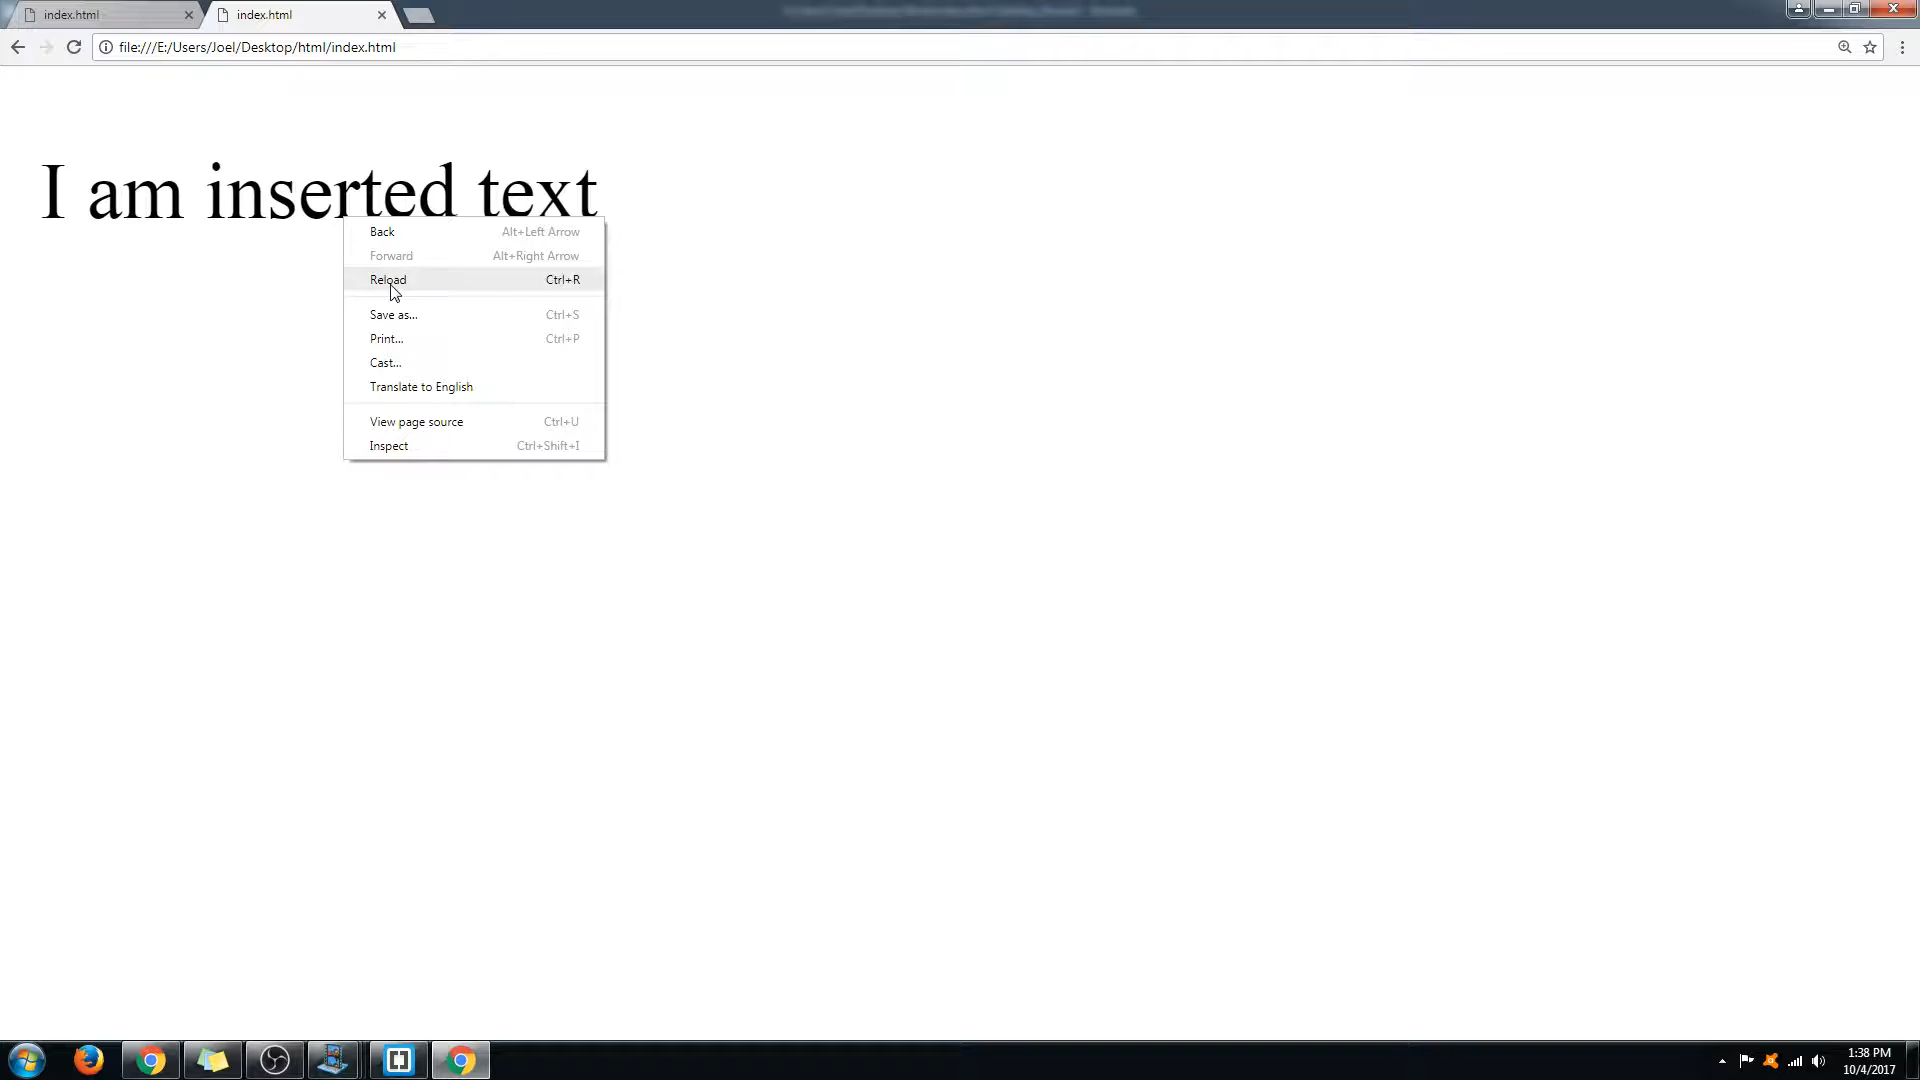 index.html
index.html
file:///E:/Users/Joel/Desktop/html/index.html
I am inserted text
Back Alt+Left Arrow
Forward Alt+Right Arrow
Reload Ctrl+R
Save as... Ctrl+S
Print... Ctrl+P
Cast...
Translate to English
View page source Ctrl+U
Inspect Ctrl+Shift+I
1:38 PM
10/4/2017